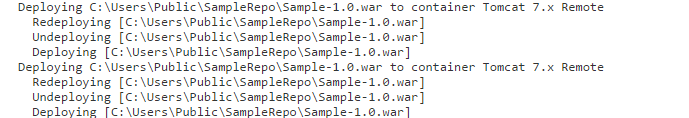 Deploying C:\Users\Public\SampleRepo\Sample-1.0.war to container Tomcat 7.x Remote
Redeploying [C:\Users\Public\SampleRepo\Sample-1.0.war]
Undeploying [C:\Users\Public\SampleRepo\Sample-1.0.war]
Deploying [C:\Users\Public\SampleRepo\Sample-1.0.war]
Deploying C:\Users\Public\SampleRepo\Sample-1.0.war to container Tomcat 7.x Remote
Redeploying [C:\Users\Public\SampleRepo\Sample-1.0.war]
Undeploying [C:\Users\Public\SampleRepo\Sample-1.0.war]
Deploying [C:\Users\Public\SampleRepo\Sample-1.0.war]